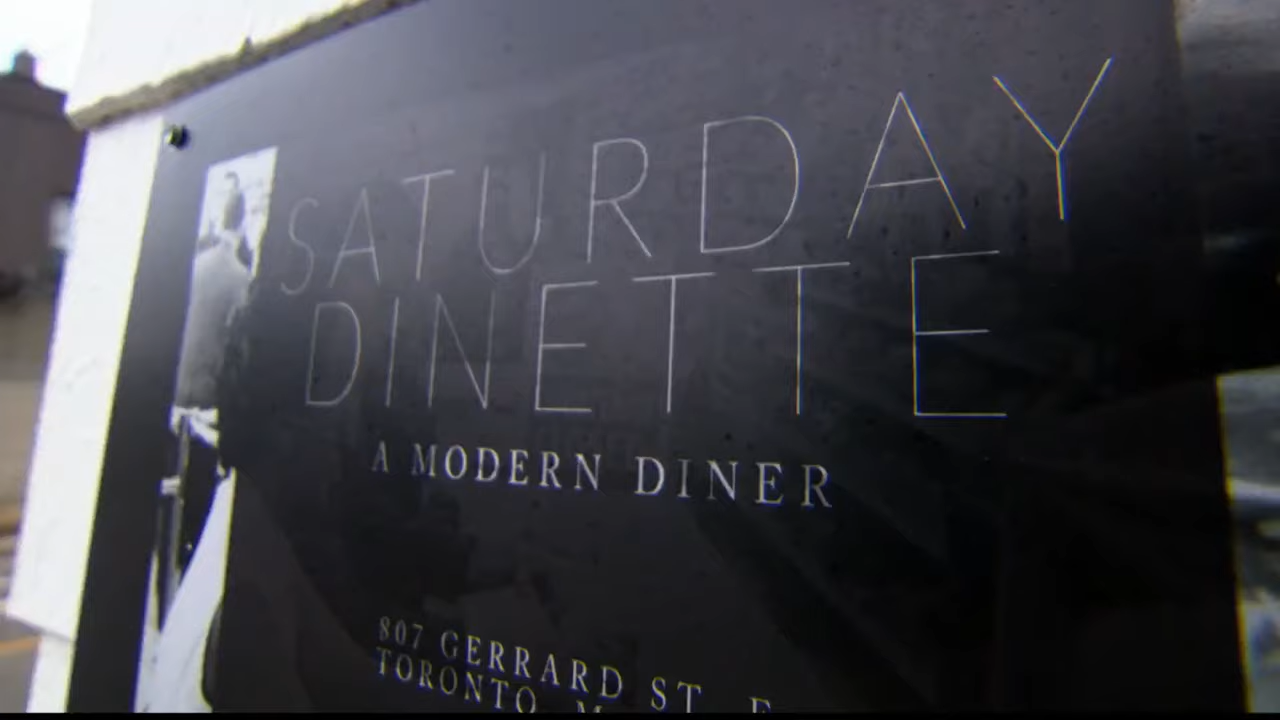 SATURDAY
DINETTE
A MODERN DINER
807 GERRARD ST E
TORONTO